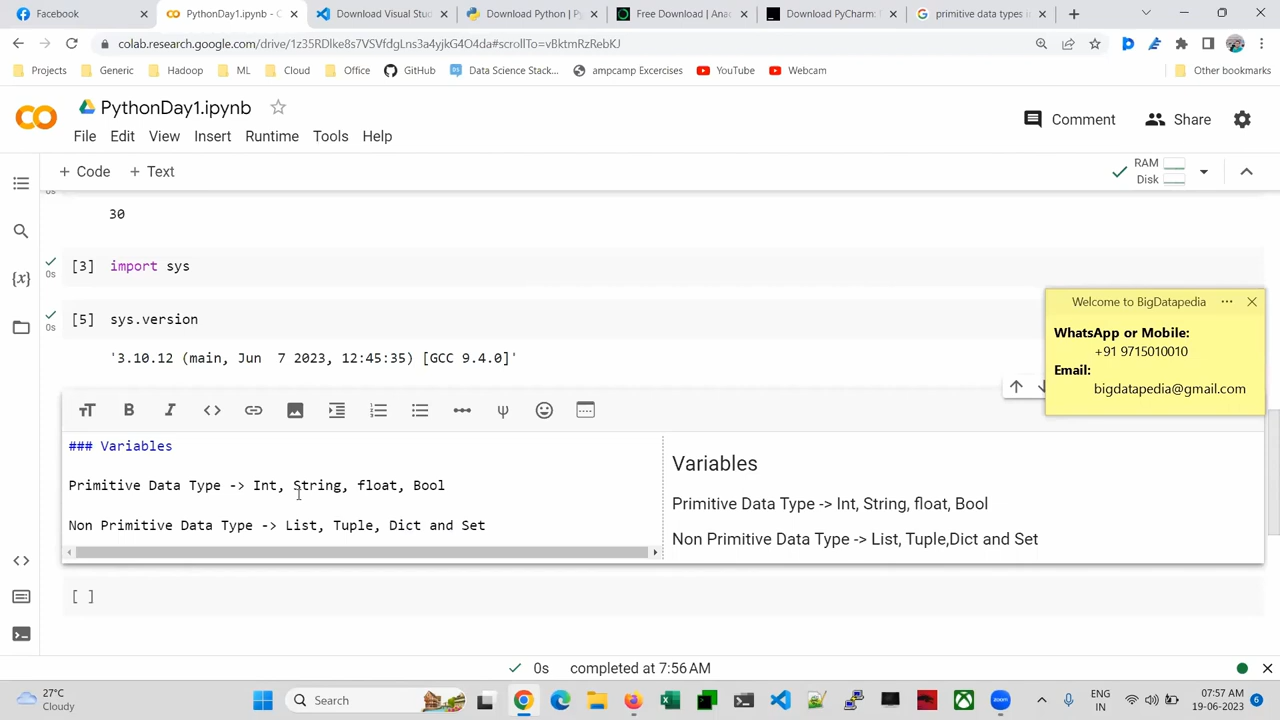 Facebook
PythonDay1.ipynb - C
Download Visual Stud
Download Python | Py
Free Download | Ana
Download PyCharm:
primitive data types i
colab.research.google.com/drive/1z35RDIke8s7VSVfdgLns3a4yjkC4O4da#scrollTo=vBktmRzRebKJ
Projects
Generic
Hadoop
ML
Cloud
Office
GitHub
Data Science Stack...
ampcamp Excercises
YouTube
Webcam
Other bookmarks
PythonDay1.ipynb
File Edit View Insert Runtime Tools Help
Comment
Share
+ Code + Text
RAM
Disk
0s
30
[3] import sys
0s
[5] sys.version
0s
'3.10.12 (main, Jun 7 2023, 12:45:35) [GCC 9.4.0]'
Welcome to BigDatapedia
WhatsApp or Mobile:
+91 9715010010
Email:
bigdatapedia@gmail.com
### Variables
Primitive Data Type -> Int, String, float, Bool
Non Primitive Data Type -> List, Tuple, Dict and Set
Variables
Primitive Data Type -> Int, String, float, Bool
Non Primitive Data Type -> List, Tuple,Dict and Set
[ ]
0s completed at 7:56 AM
27°C
Cloudy
Search
ENG
IN
07:57 AM
19-06-2023
6